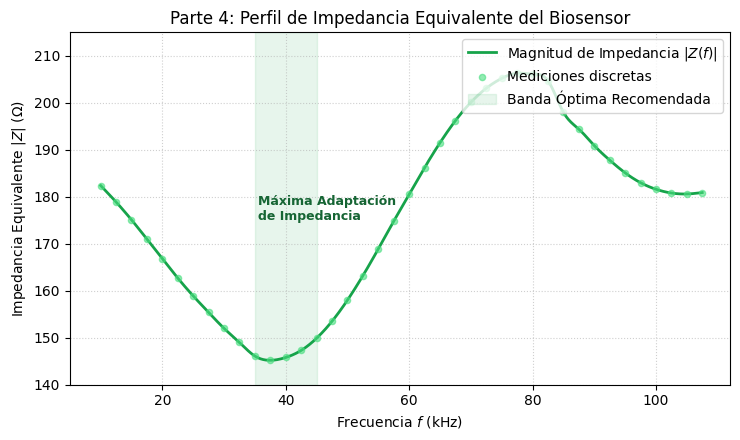 Parte 4: Perfil de Impedancia Equivalente del Biosensor
Impedancia Equivalente |Z| (Ω)
210
200
190
180
170
160
150
140
Magnitud de Impedancia |Z(f)|
Mediciones discretas
Banda Óptima Recomendada
Máxima Adaptación
de Impedancia
20 40 60 80 100
Frecuencia f (kHz)